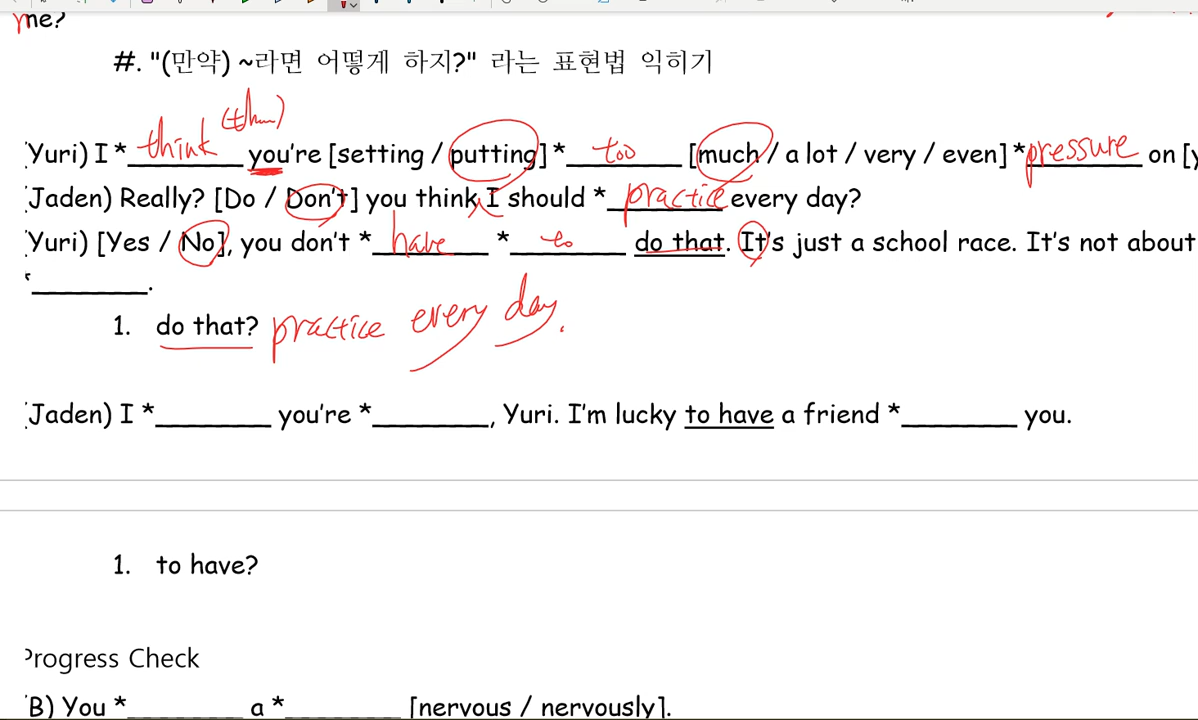 me?
#. "(만약) ~라면 어떻게 하지?" 라는 표현법 익히기
(than)
Yuri) I * think you're [setting / putting] * too [much / a lot / very / even] * pressure on [y
Jaden) Really? [Do / Don't] you think I should * practice every day?
Yuri) [Yes / No], you don't * have * to do that. It's just a school race. It's not about
________.
1. do that? practice every day.
Jaden) I *________ you're *________, Yuri. I'm lucky to have a friend *________ you.
1. to have?
Progress Check
B) You *________ a *________ [nervous / nervously].